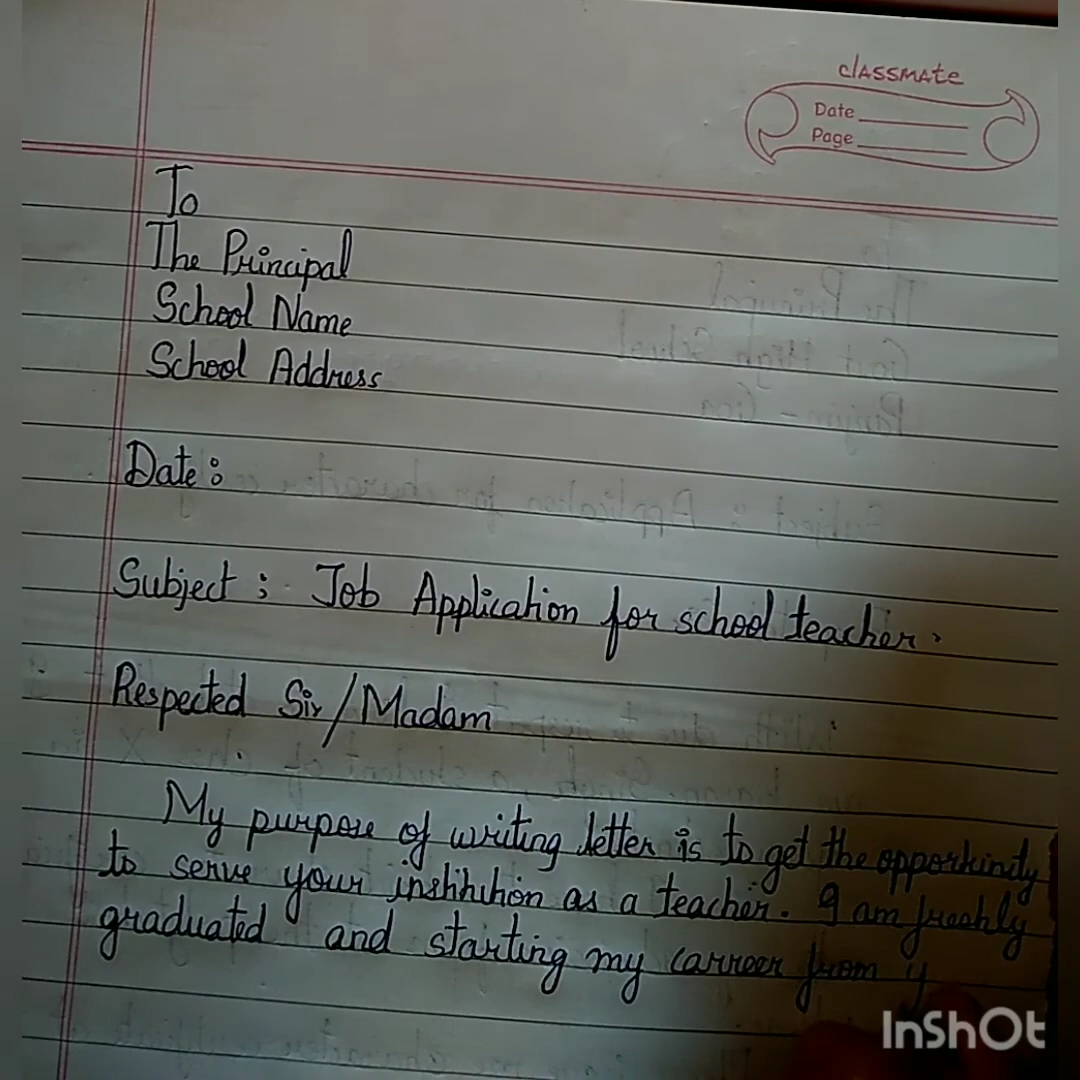 classmate
Date
Page
To
The Principal
School Name
School Address
Date :
Subject : Job Application for school teacher.
Respected Sir/Madam
My purpose of writing letter is to get the opportunity
to serve your institution as a teacher. I am freshly
graduated and starting my carreer from y
InShOt